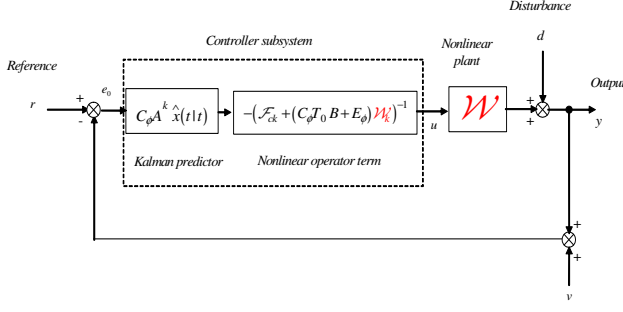 Disturbance
d
Controller subsystem
Nonlinear
plant
Reference
Output
r
+
-
e₀
C_ϕ A^k x̂(t|t)
−(ℱ_ck + (C_ϕ T₀ B + E_ϕ) 𝒲_k)^−1
u
𝒲
+
+
y
Kalman predictor
Nonlinear operator term
+
+
v